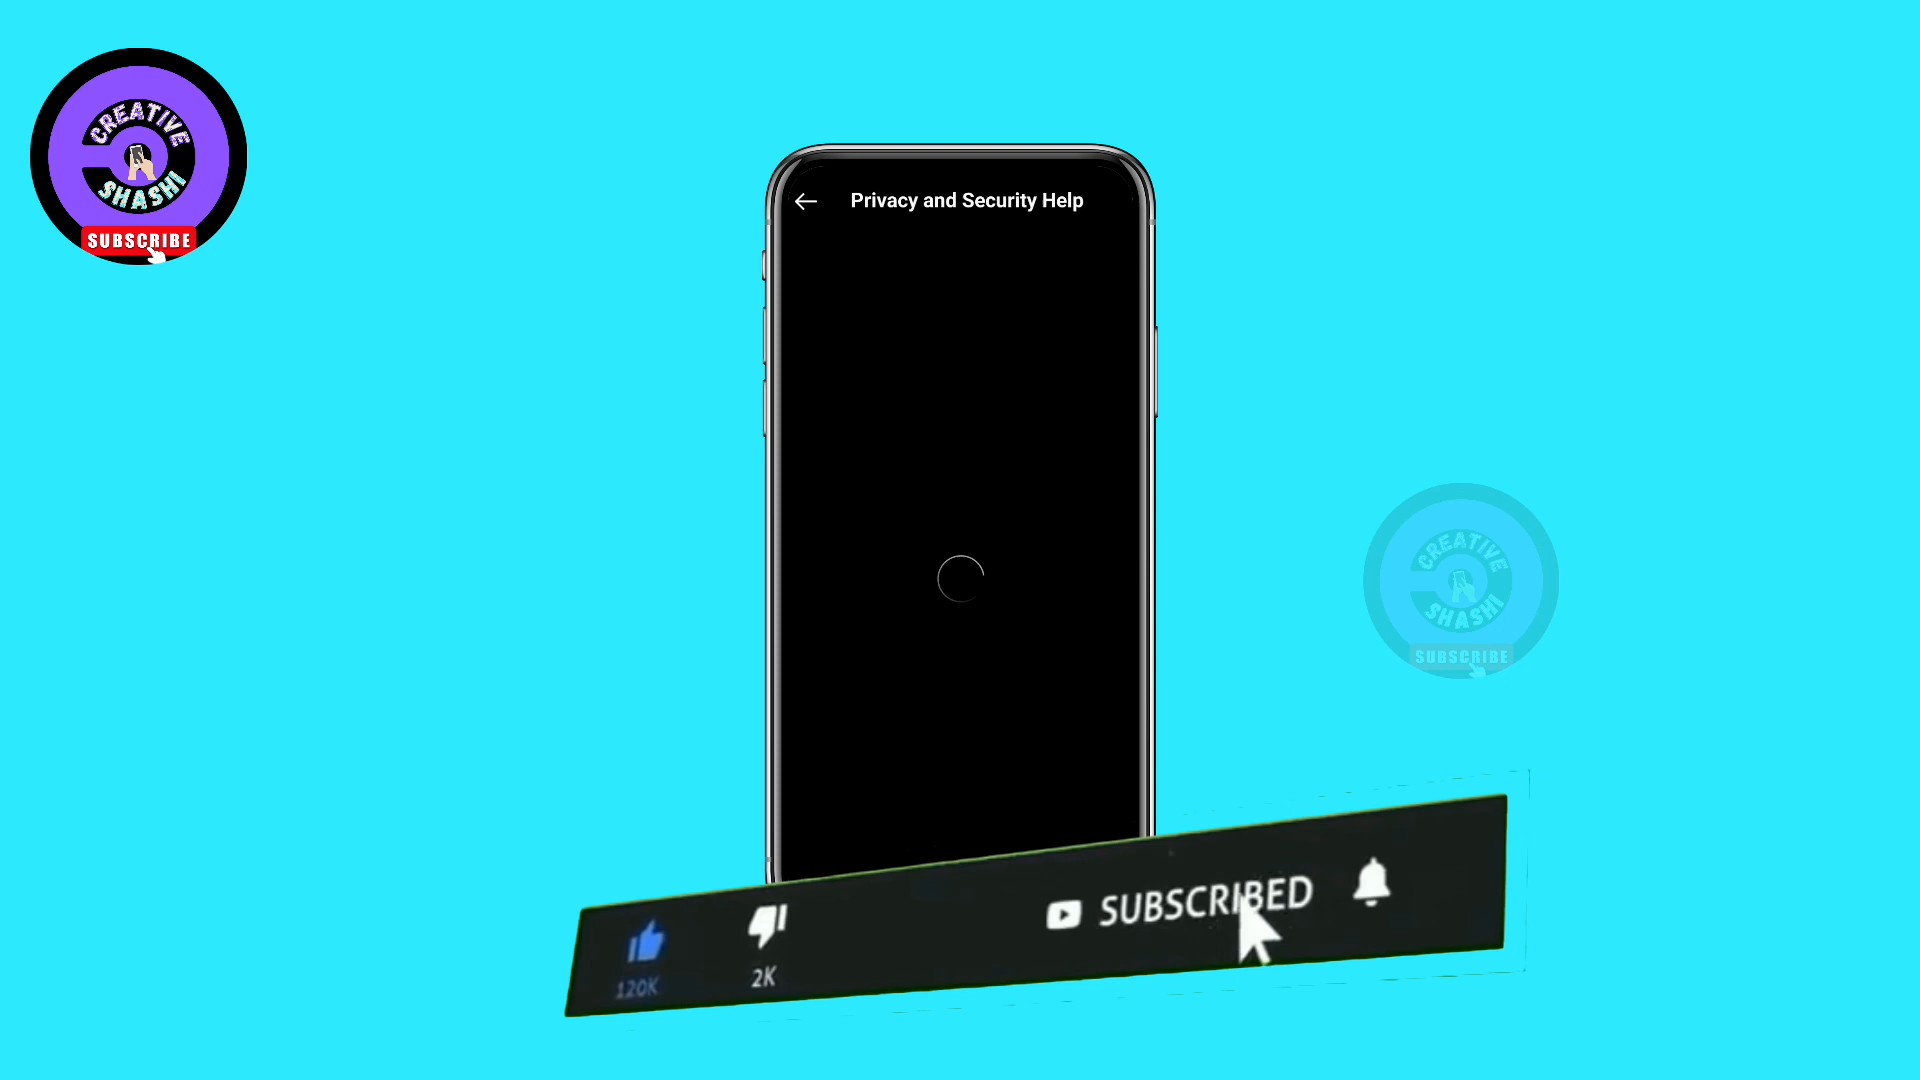 CREATIVE
SHASHI
SUBSCRIBE
Privacy and Security Help
CREATIVE
SHASHI
SUBSCRIBE
SUBSCRIBED
120K
2K